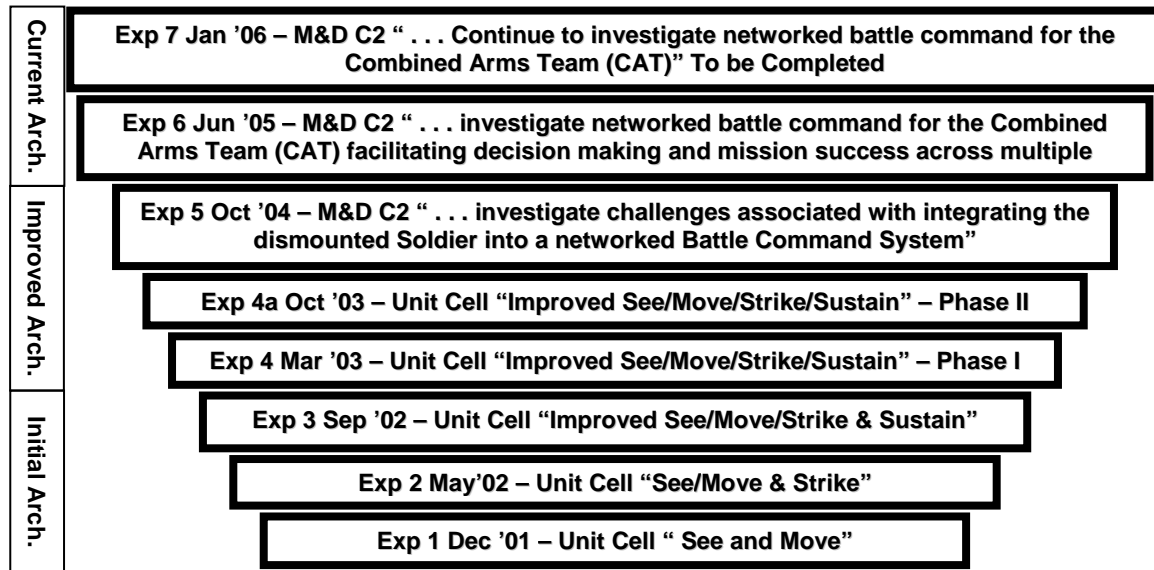 Current Arch.
Exp 7 Jan ’06 – M&D C2 “ . . . Continue to investigate networked battle command for the
Combined Arms Team (CAT)” To be Completed
Exp 6 Jun ’05 – M&D C2 “ . . . investigate networked battle command for the Combined
Arms Team (CAT) facilitating decision making and mission success across multiple
Improved Arch.
Exp 5 Oct ’04 – M&D C2 “ . . . investigate challenges associated with integrating the
dismounted Soldier into a networked Battle Command System”
Exp 4a Oct ’03 – Unit Cell “Improved See/Move/Strike/Sustain” – Phase II
Exp 4 Mar ’03 – Unit Cell “Improved See/Move/Strike/Sustain” – Phase I
Initial Arch.
Exp 3 Sep ’02 – Unit Cell “Improved See/Move/Strike & Sustain”
Exp 2 May’02 – Unit Cell “See/Move & Strike”
Exp 1 Dec ’01 – Unit Cell “ See and Move”